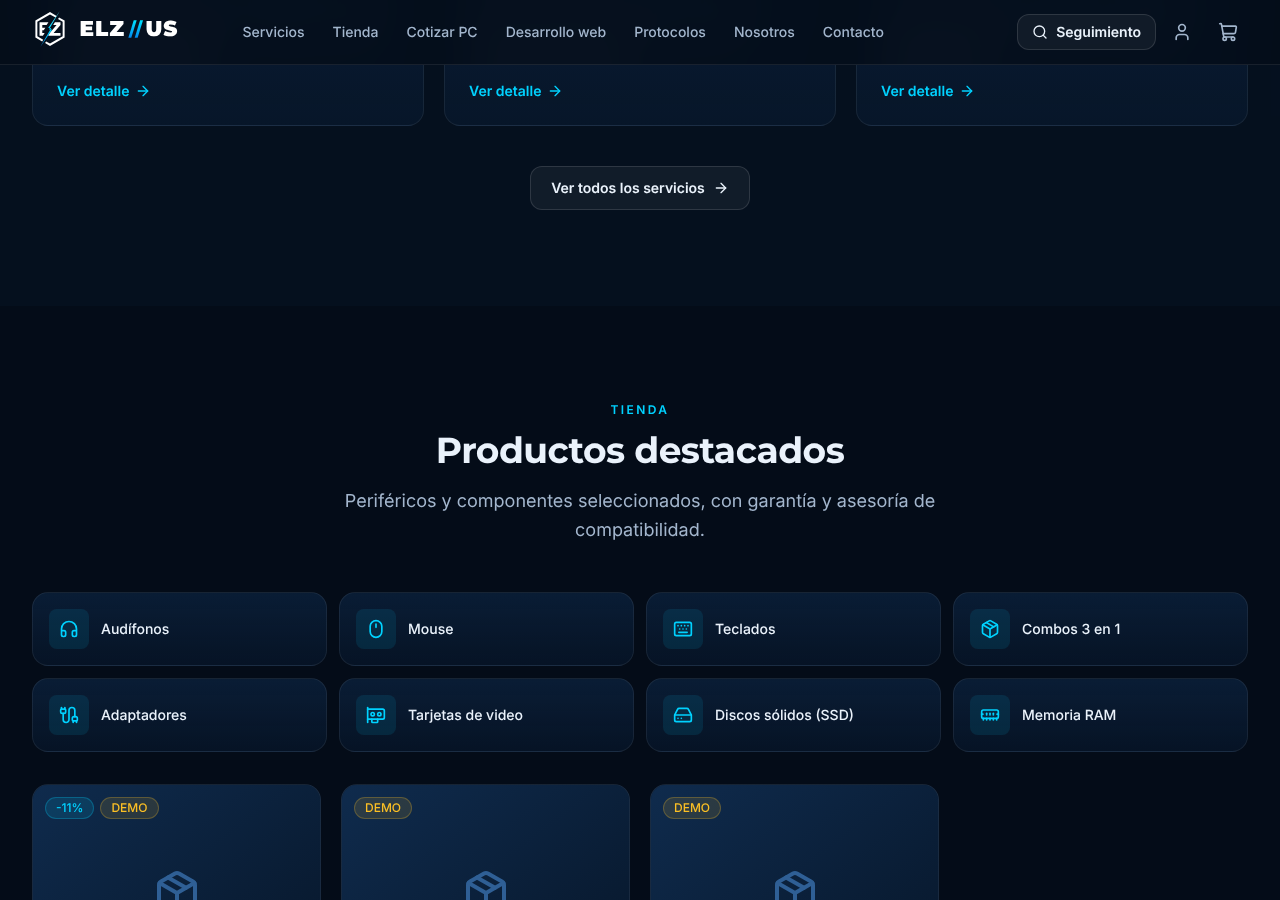 EZ ELZ//US Servicios Tienda Cotizar PC Desarrollo web Protocolos Nosotros Contacto Seguimiento
Ver detalle → Ver detalle → Ver detalle →
Ver todos los servicios →
TIENDA
Productos destacados
Periféricos y componentes seleccionados, con garantía y asesoría de
compatibilidad.
Audífonos Mouse Teclados Combos 3 en 1
Adaptadores Tarjetas de video Discos sólidos (SSD) Memoria RAM
-11% DEMO DEMO DEMO